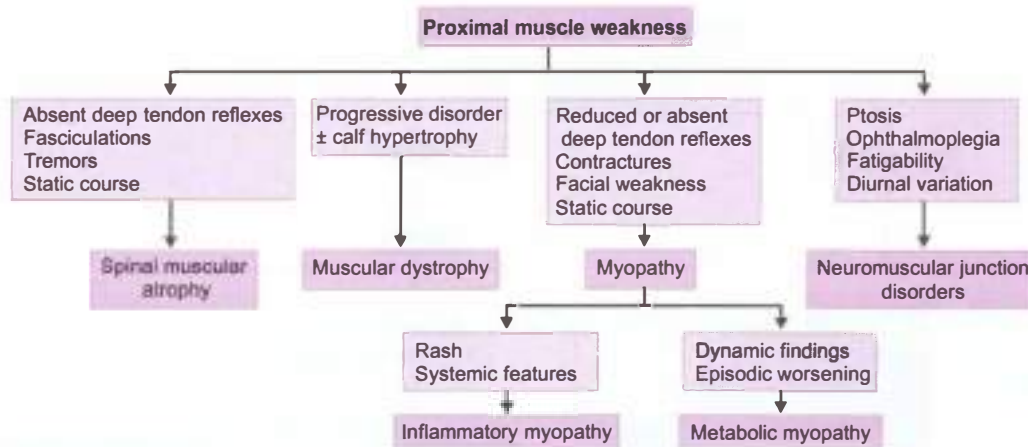 Proximal muscle weakness
Absent deep tendon reflexes
Fasciculations
Tremors
Static course
Spinal muscular
atrophy
Progressive disorder
± calf hypertrophy
Muscular dystrophy
Reduced or absent
deep tendon reflexes
Contractures
Facial weakness
Static course
Myopathy
Ptosis
Ophthalmoplegia
Fatigability
Diurnal variation
Neuromuscular junction
disorders
Rash
Systemic features
Inflammatory myopathy
Dynamic findings
Episodic worsening
Metabolic myopathy